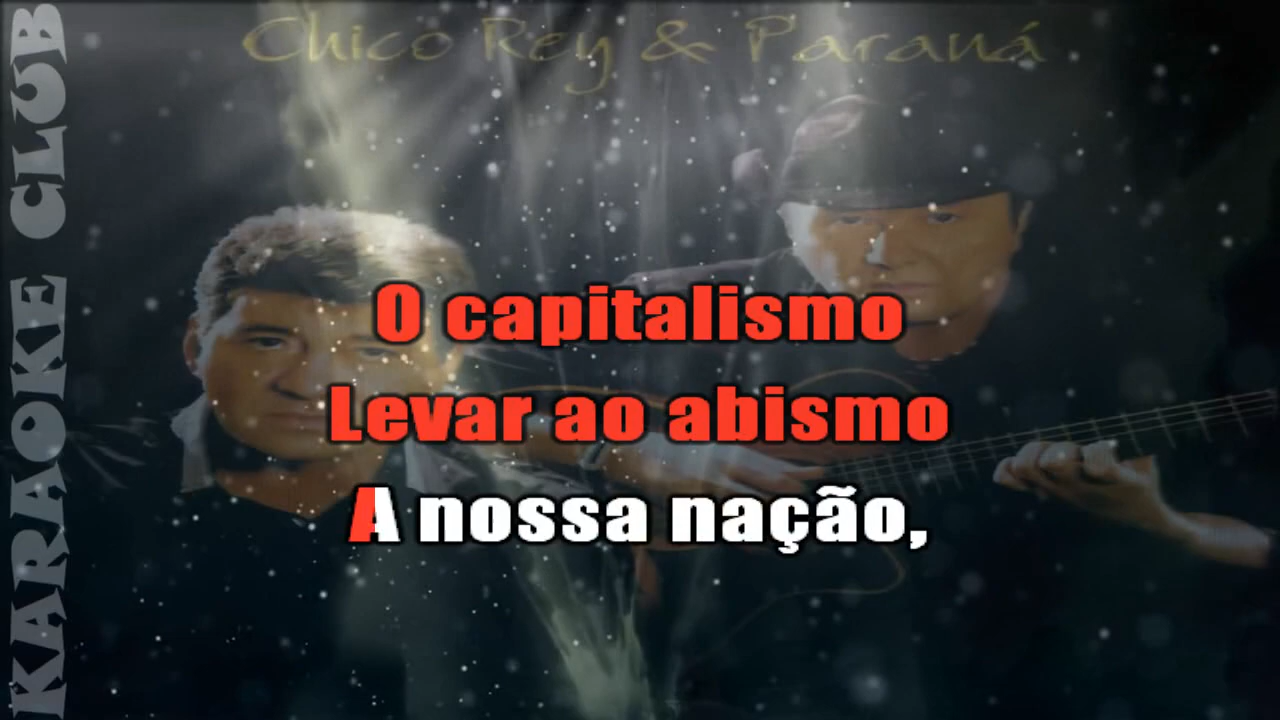 Chico Rey & Paraná
KARAOKE CLUB
O capitalismo
Levar ao abismo
A nossa nação,